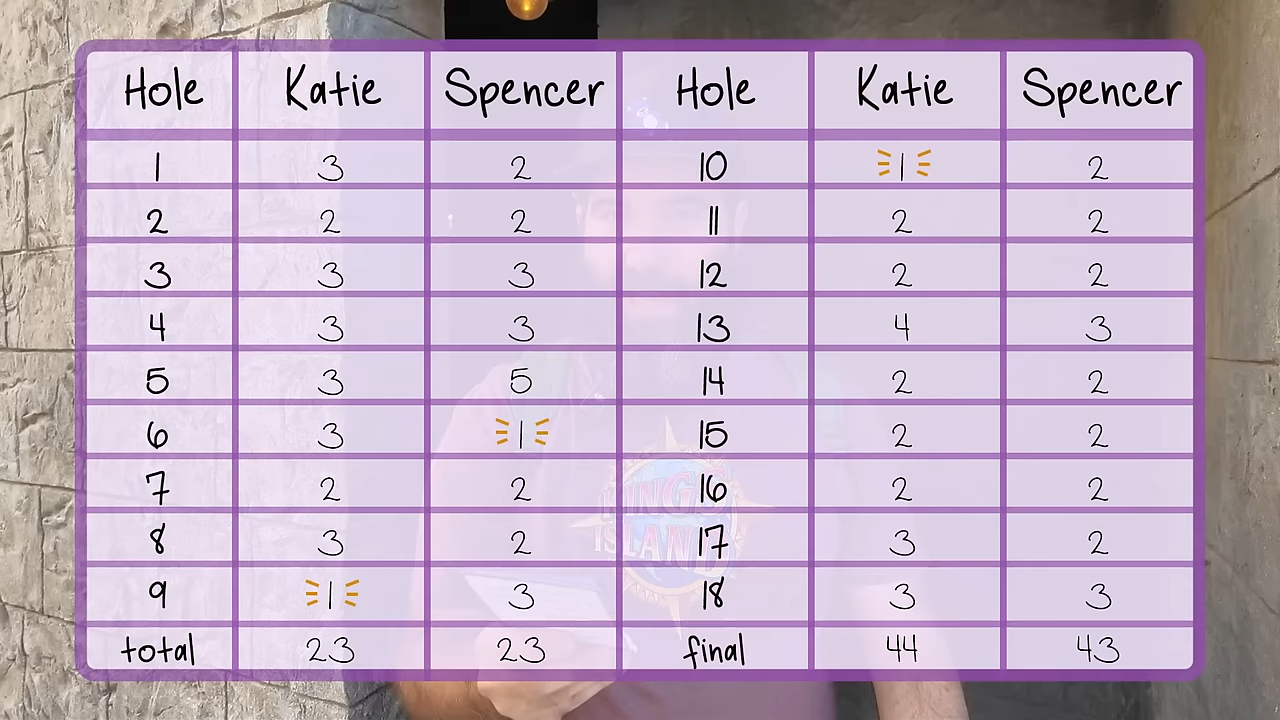 Hole Katie Spencer Hole Katie Spencer
1 3 2 10 1 2
2 2 2 11 2 2
3 3 3 12 2 2
4 3 3 13 4 3
5 3 5 14 2 2
6 3 1 15 2 2
7 2 2 16 2 2
8 3 2 17 3 2
9 1 3 18 3 3
total 23 23 final 44 43
KINGS
ISLAND